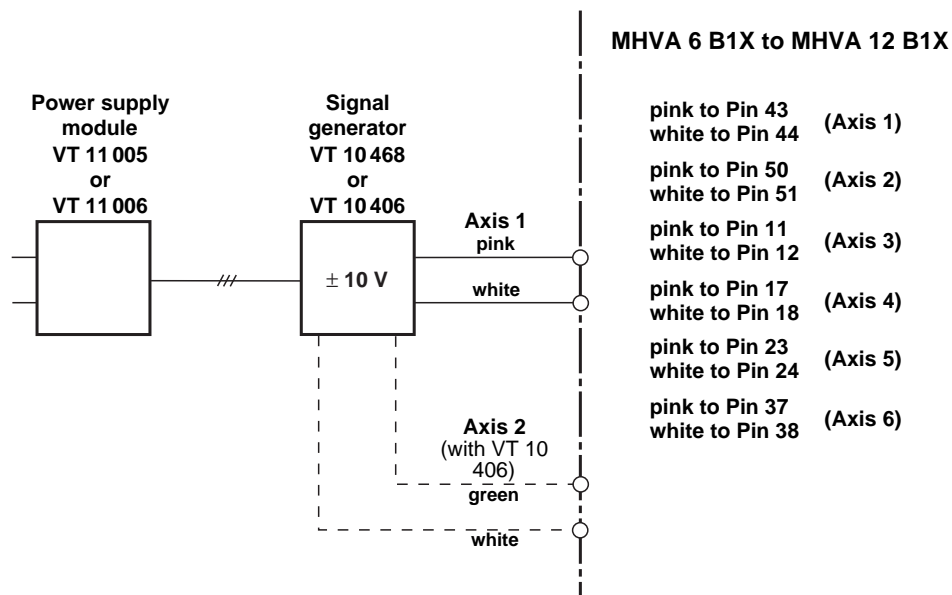 MHVA 6 B1X to MHVA 12 B1X
Power supply
module
VT 11 005
or
VT 11 006
Signal
generator
VT 10 468
or
VT 10 406
± 10 V
Axis 1
pink
white
Axis 2
(with VT 10
406)
green
white
pink to Pin 43
white to Pin 44
(Axis 1)
pink to Pin 50
white to Pin 51
(Axis 2)
pink to Pin 11
white to Pin 12
(Axis 3)
pink to Pin 17
white to Pin 18
(Axis 4)
pink to Pin 23
white to Pin 24
(Axis 5)
pink to Pin 37
white to Pin 38
(Axis 6)